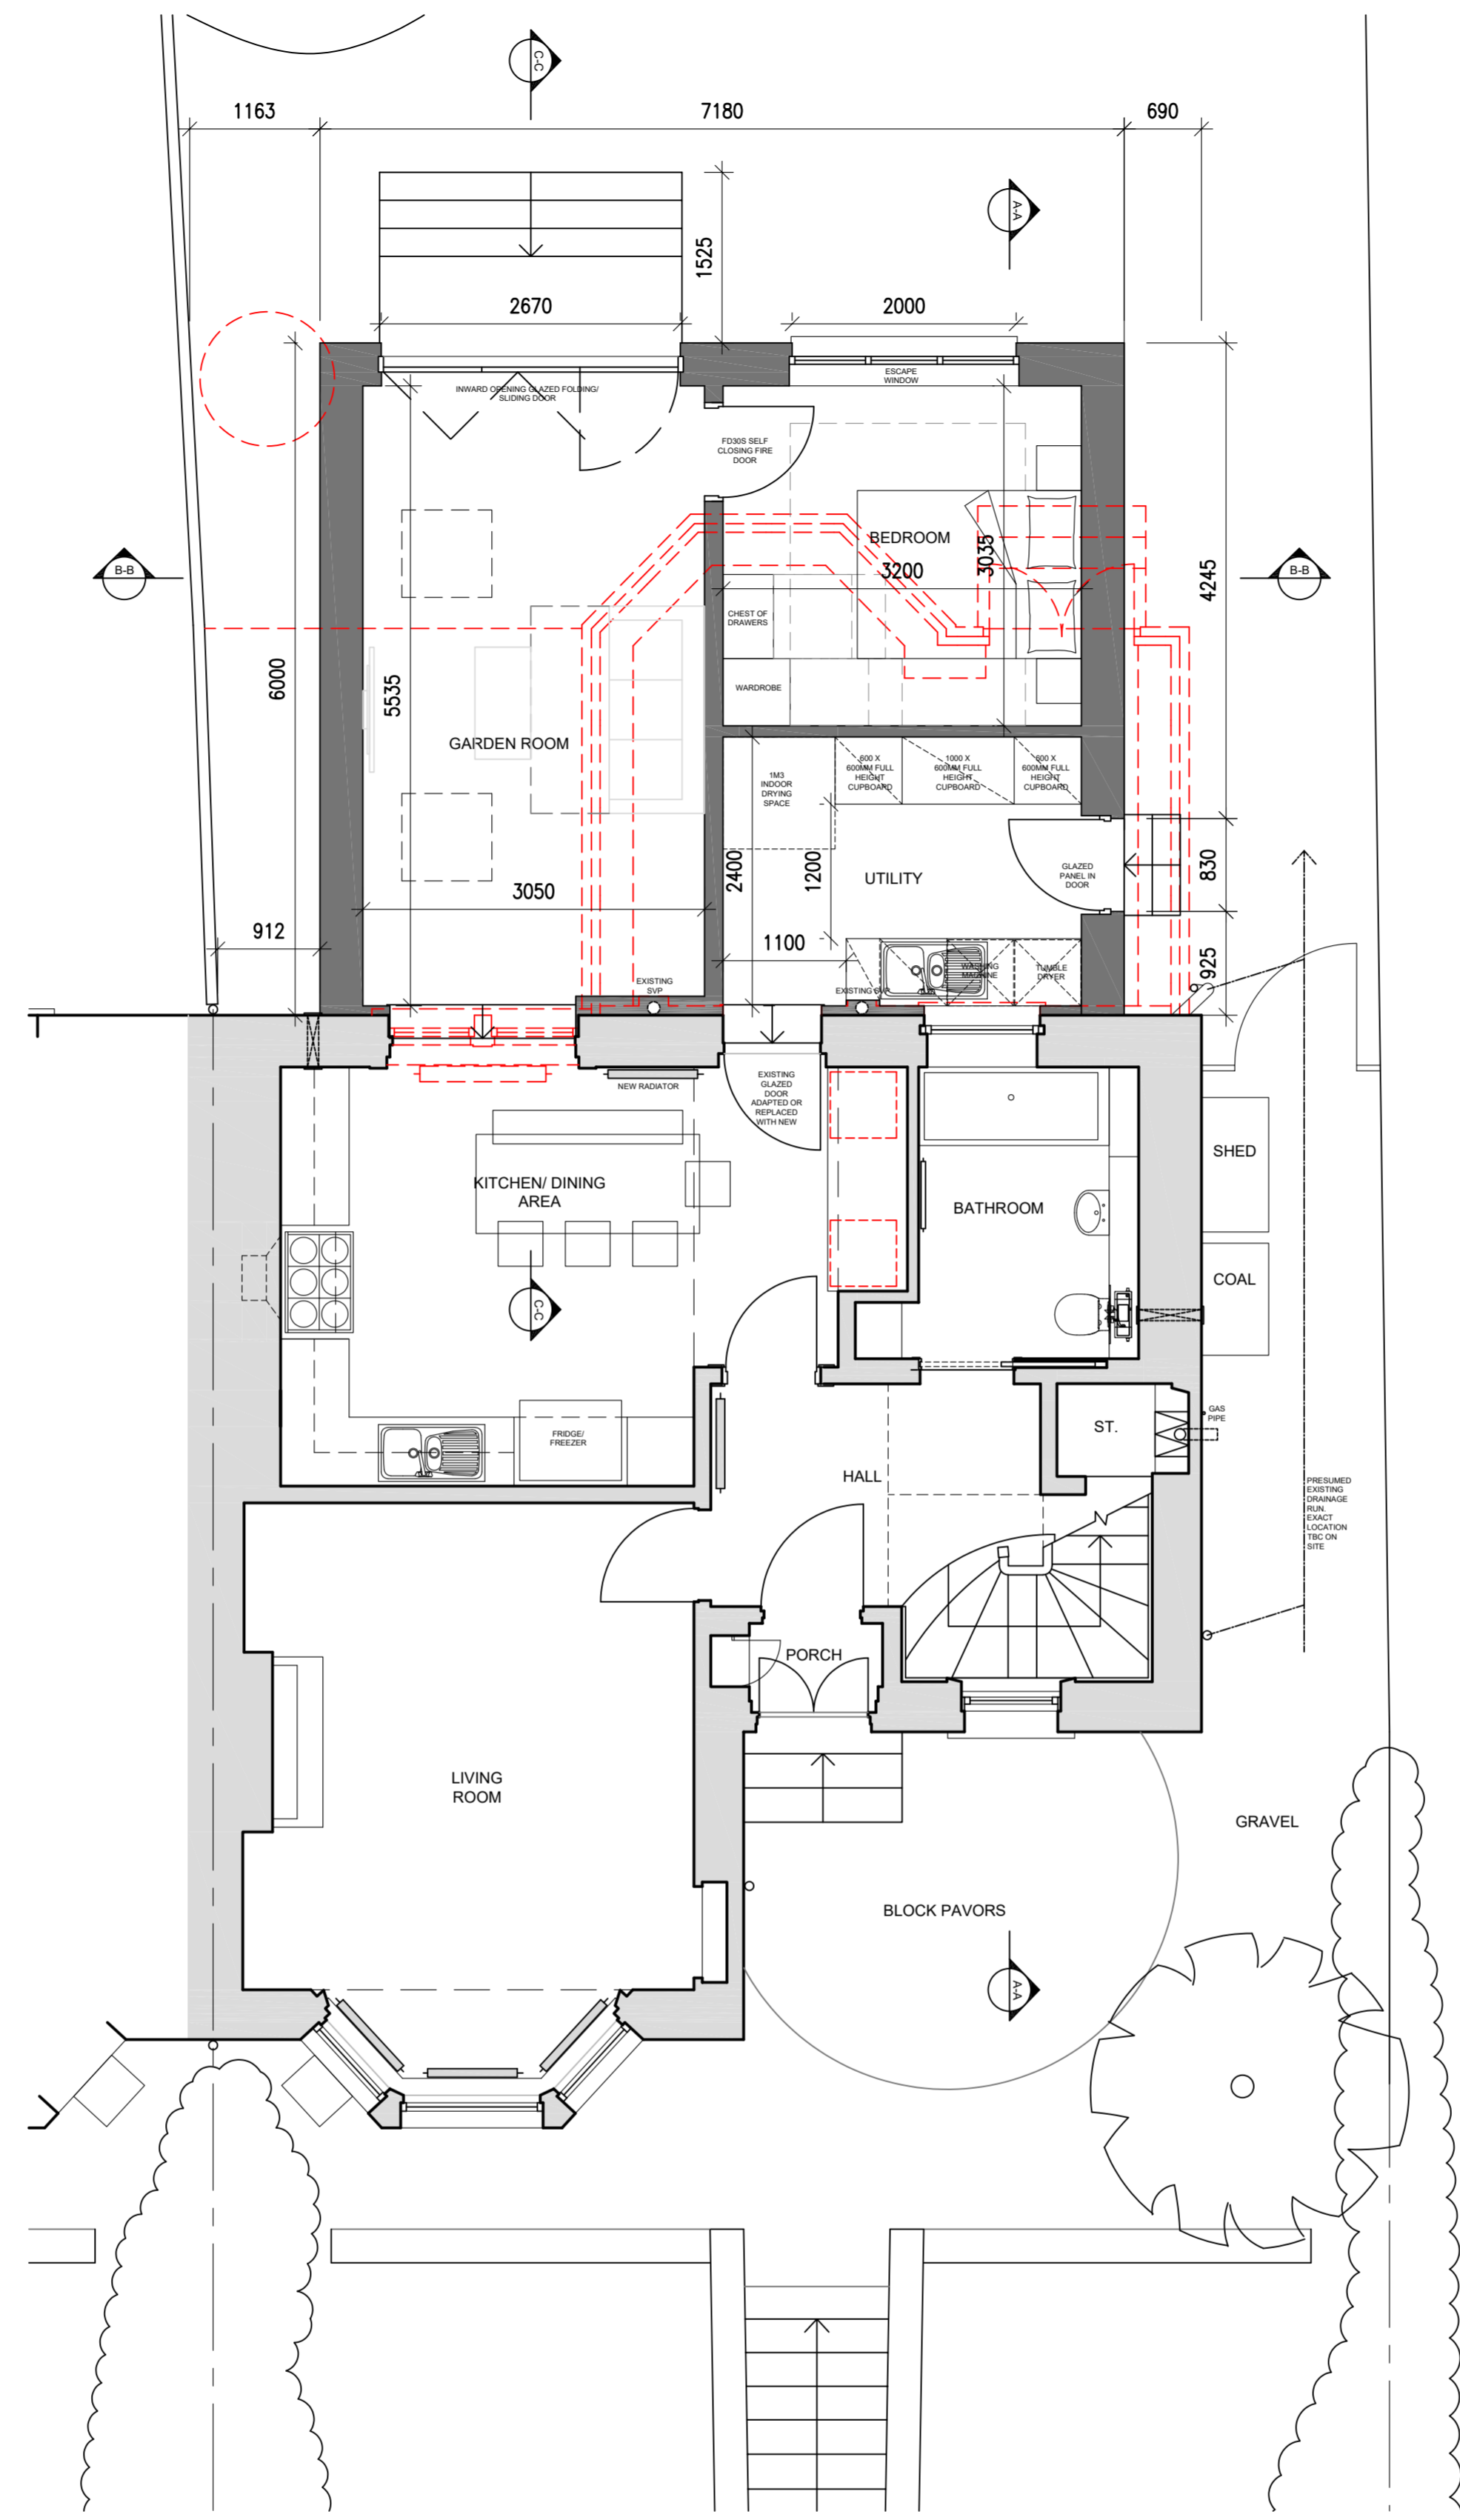 C-C
1163
7180
690
A-A
1525
2670
2000
INWARD OPENING GLAZED FOLDING/
SLIDING DOOR
ESCAPE
WINDOW
FD30S SELF
CLOSING FIRE
DOOR
BEDROOM
3200
3035
B-B
B-B
4245
CHEST OF
DRAWERS
WARDROBE
6000
5535
GARDEN ROOM
1M3
INDOOR
DRYING
SPACE
600 X
600MM FULL
HEIGHT
CUPBOARD
1000 X
600MM FULL
HEIGHT
CUPBOARD
600 X
600MM FULL
HEIGHT
CUPBOARD
2400
1200
UTILITY
GLAZED
PANEL IN
DOOR
830
3050
912
1100
925
EXISTING
SVP
EXISTING SVP
WASHING
MACHINE
TUMBLE
DRYER
NEW RADIATOR
EXISTING
GLAZED
DOOR
ADAPTED OR
REPLACED
WITH NEW
KITCHEN/ DINING
AREA
BATHROOM
SHED
COAL
C-C
GAS
PIPE
ST.
FRIDGE/
FREEZER
HALL
PRESUMED
EXISTING
DRAINAGE
RUN.
EXACT
LOCATION
TBC ON
SITE
PORCH
LIVING
ROOM
GRAVEL
BLOCK PAVORS
A-A